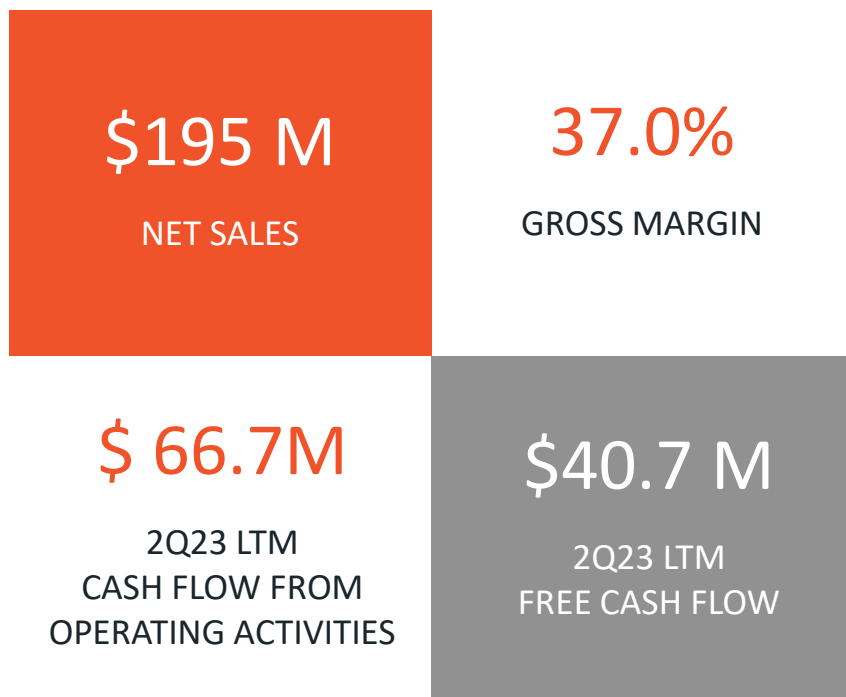 $195 M
NET SALES
37.0%
GROSS MARGIN
$ 66.7M
2Q23 LTM
CASH FLOW FROM
OPERATING ACTIVITIES
$40.7 M
2Q23 LTM
FREE CASH FLOW